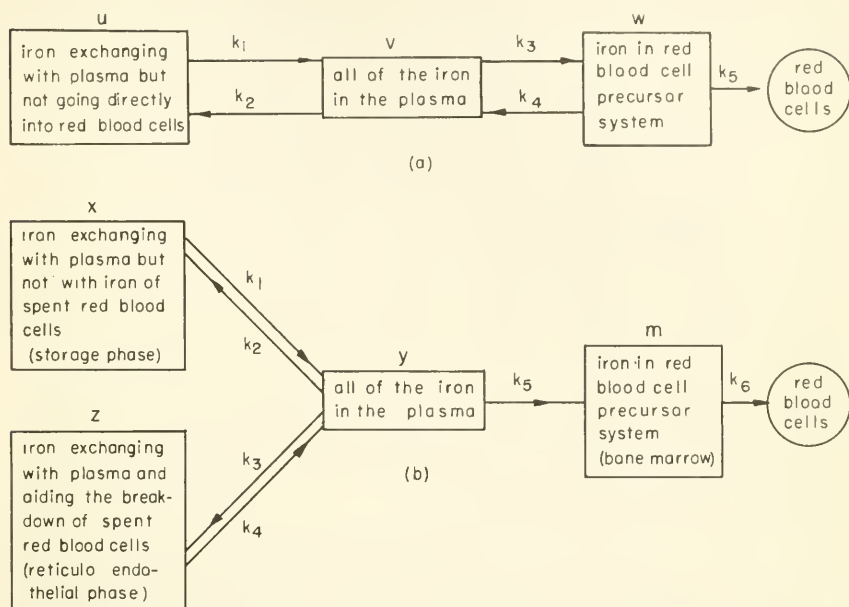 u
iron exchanging
with plasma but
not going directly
into red blood cells
k1
k2
v
all of the iron
in the plasma
k3
k4
w
iron in red
blood cell
precursar
system
k5
red
blood
cells
(a)
x
iron exchanging
with plasma but
not with iron of
spent red blood
cells
(storage phase)
k1
k2
z
iron exchanging
with plasma and
aiding the break-
down of spent
red blood cells
(reticulo endo-
thelial phase)
k3
k4
y
all of the iron
in the plasma
(b)
k5
m
iron in red
blood cell
precursar
system
(bone marrow)
k6
red
blood
cells